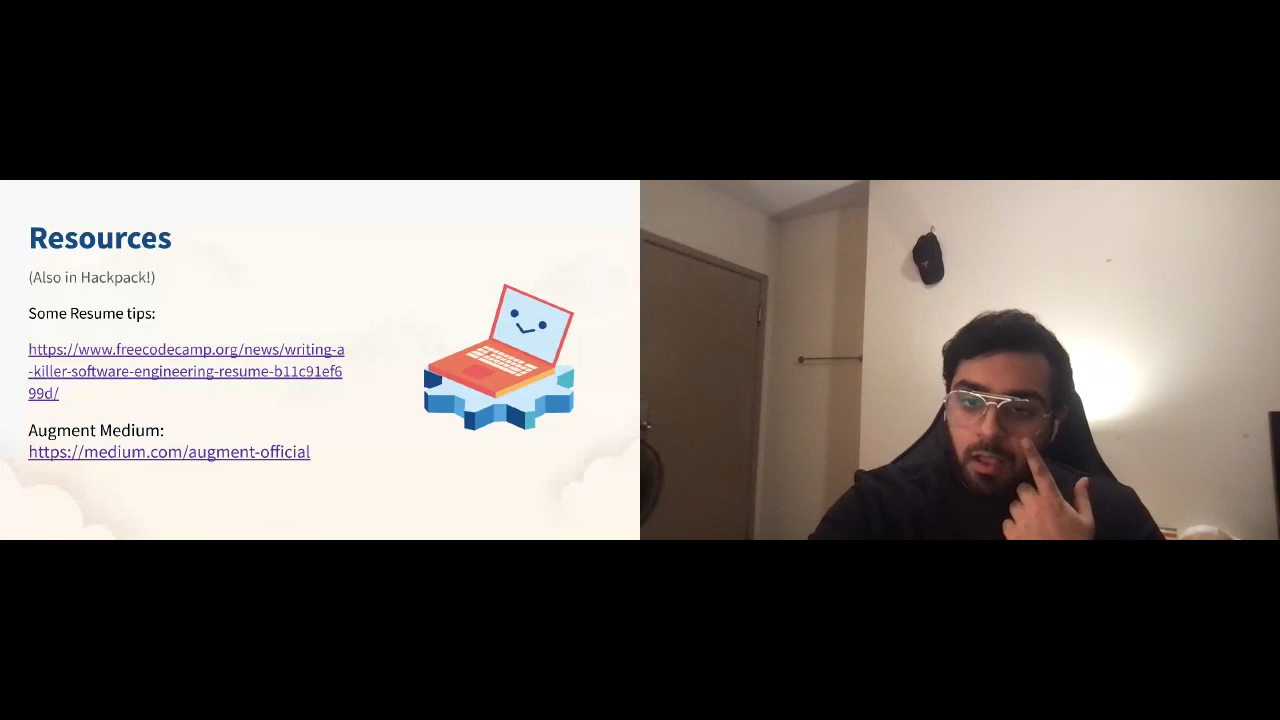 Resources
(Also in Hackpack!)
Some Resume tips:
https://www.freecodecamp.org/news/writing-a
-killer-software-engineering-resume-b11c91ef6
99d/
Augment Medium:
https://medium.com/augment-official